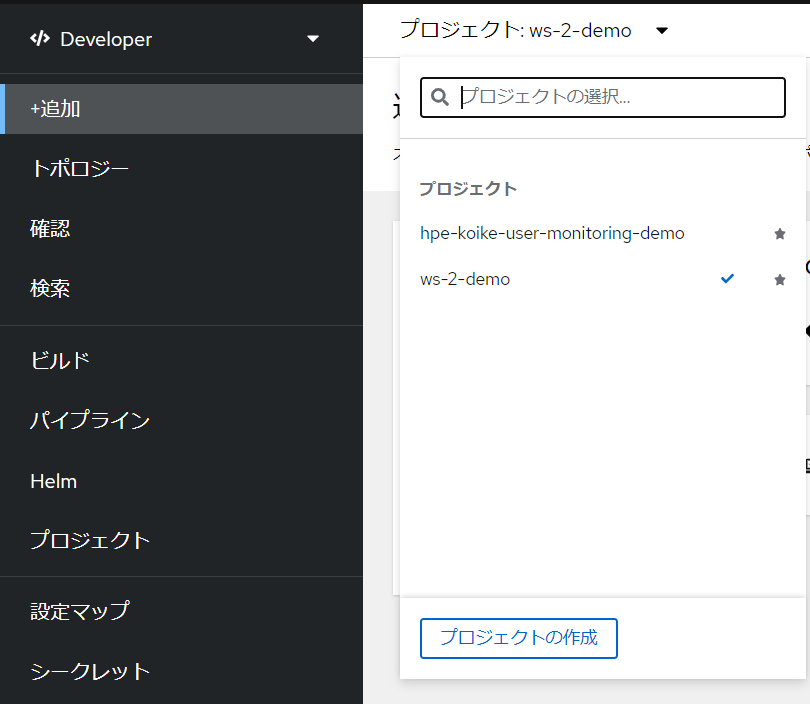 Developer
+追加
トポロジー
確認
検索
ビルド
パイプライン
Helm
プロジェクト
設定マップ
シークレット
プロジェクト: ws-2-demo
プロジェクトの選択...
プロジェクト
hpe-koike-user-monitoring-demo
ws-2-demo
プロジェクトの作成